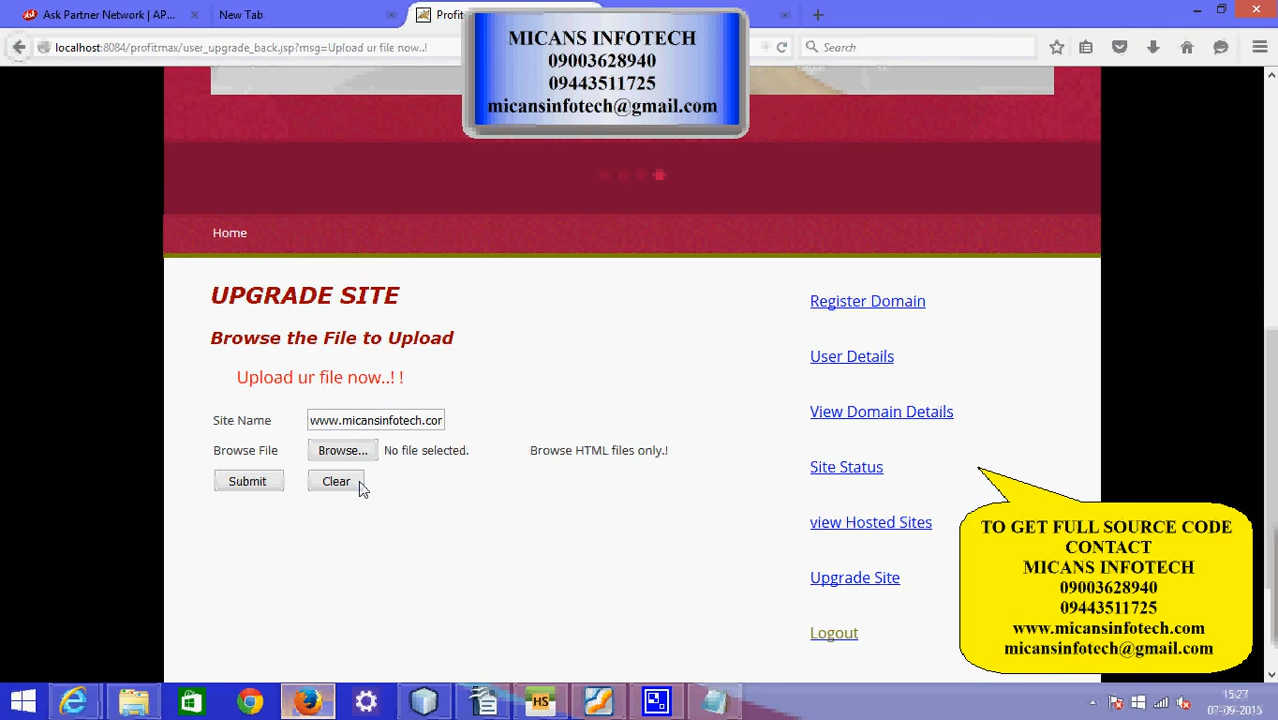 Ask Partner Network | AP...
New Tab
Profit
localhost:8084/profitmax/user_upgrade_back.jsp?msg=Upload ur file now..!
Search
MICANS INFOTECH
09003628940
09443511725
micansinfotech@gmail.com
Home
UPGRADE SITE
Browse the File to Upload
Upload ur file now..! !
Site Name
www.micansinfotech.cor
Browse File
Browse...
No file selected.
Browse HTML files only.!
Submit
Clear
Register Domain
User Details
View Domain Details
Site Status
view Hosted Sites
Upgrade Site
Logout
TO GET FULL SOURCE CODE
CONTACT
MICANS INFOTECH
09003628940
09443511725
www.micansinfotech.com
micansinfotech@gmail.com
HS
15:27
07-09-2015